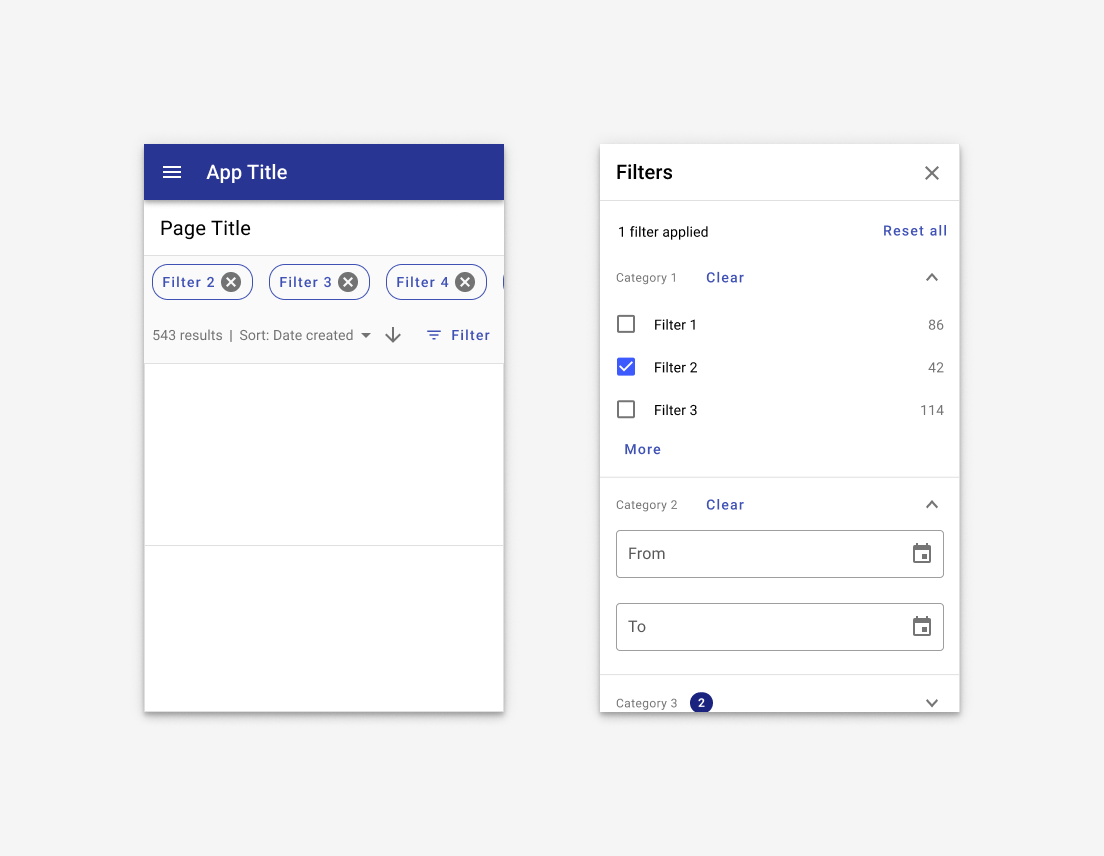 App Title
Page Title
Filter 2
Filter 3
Filter 4
543 results | Sort: Date created
Filter
Filters
1 filter applied
Reset all
Category 1
Clear
Filter 1
86
Filter 2
42
Filter 3
114
More
Category 2
Clear
From
To
Category 3
2